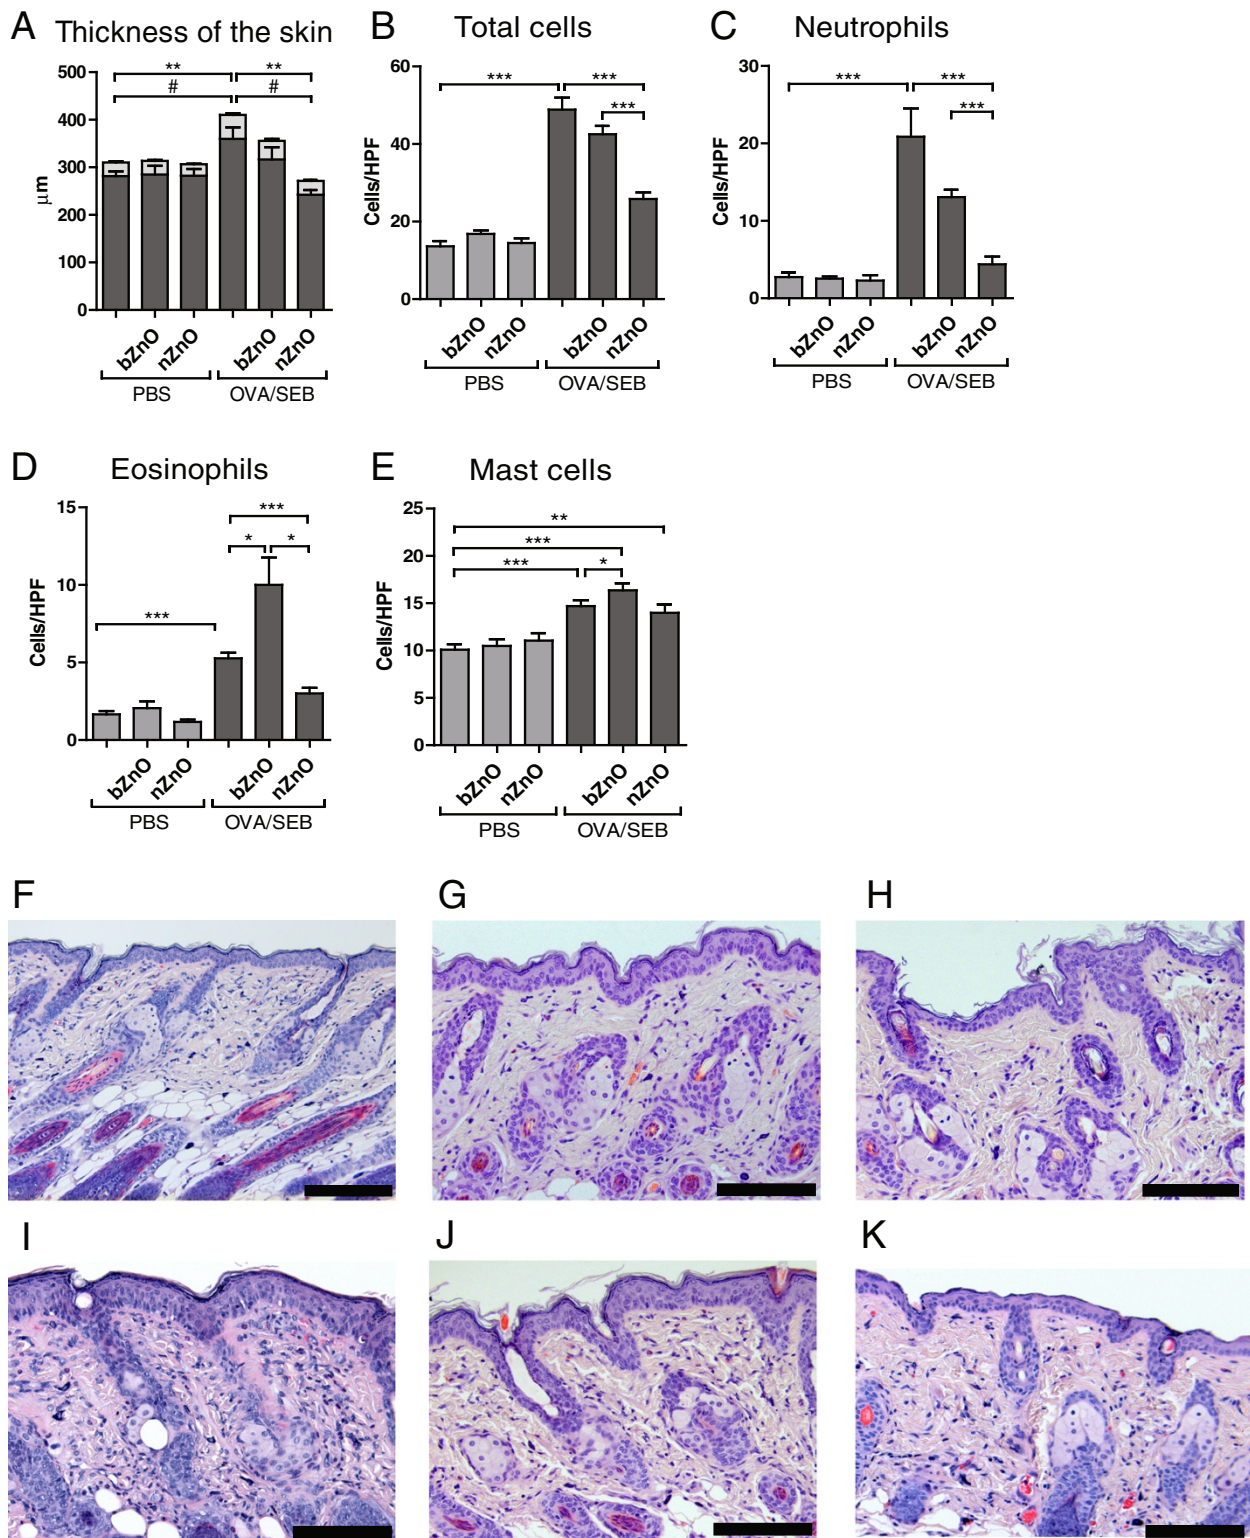 A Thickness of the skin
500
400
300
200
100
0
µm
**
**
#
#
bZnO
nZnO
bZnO
nZnO
PBS
OVA/SEB
B Total cells
60
40
20
0
Cells/HPF
***
***
***
bZnO
nZnO
bZnO
nZnO
PBS
OVA/SEB
C Neutrophils
30
20
10
0
Cells/HPF
***
***
***
bZnO
nZnO
bZnO
nZnO
PBS
OVA/SEB
D Eosinophils
15
10
5
0
Cells/HPF
***
*
*
***
bZnO
nZnO
bZnO
nZnO
PBS
OVA/SEB
E Mast cells
25
20
15
10
5
0
Cells/HPF
**
***
***
*
bZnO
nZnO
bZnO
nZnO
PBS
OVA/SEB
F
G
H
I
J
K